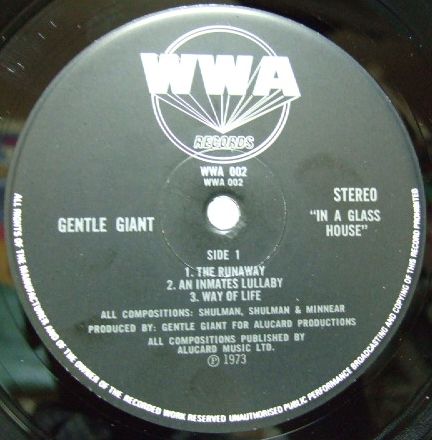 WWA
RECORDS
WWA 002
WWA 002
GENTLE GIANT
STEREO
"IN A GLASS
HOUSE"
SIDE 1
1. THE RUNAWAY
2. AN INMATES LULLABY
3. WAY OF LIFE
ALL COMPOSITIONS: SHULMAN, SHULMAN & MINNEAR
PRODUCED BY: GENTLE GIANT FOR ALUCARD PRODUCTIONS
ALL COMPOSITIONS PUBLISHED BY
ALUCARD MUSIC LTD.
Ⓟ 1973
ALL RIGHTS OF THE MANUFACTURER AND OF THE OWNER OF THE RECORDED WORK RESERVED UNAUTHORISED PUBLIC PERFORMANCE BROADCASTING AND COPYING OF THIS RECORD PROHIBITED